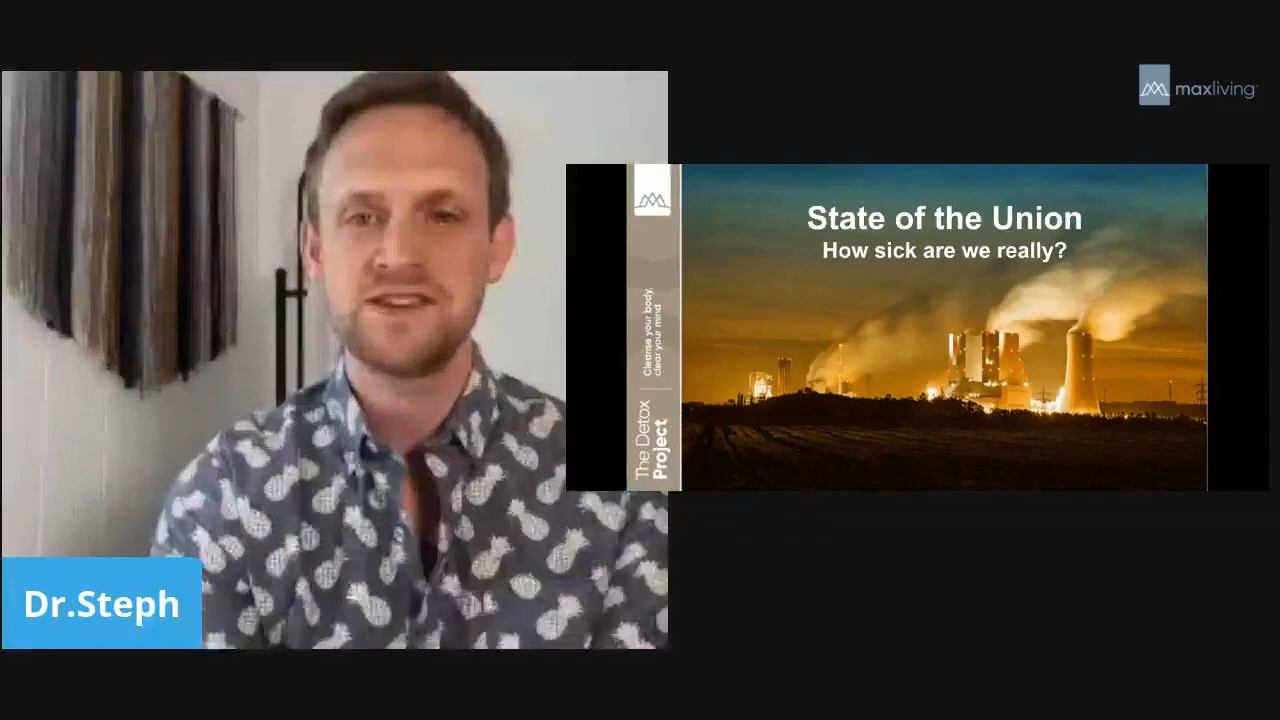 maxliving
State of the Union
How sick are we really?
Cleanse your body,
clear your mind
The Detox
Project
Dr.Steph